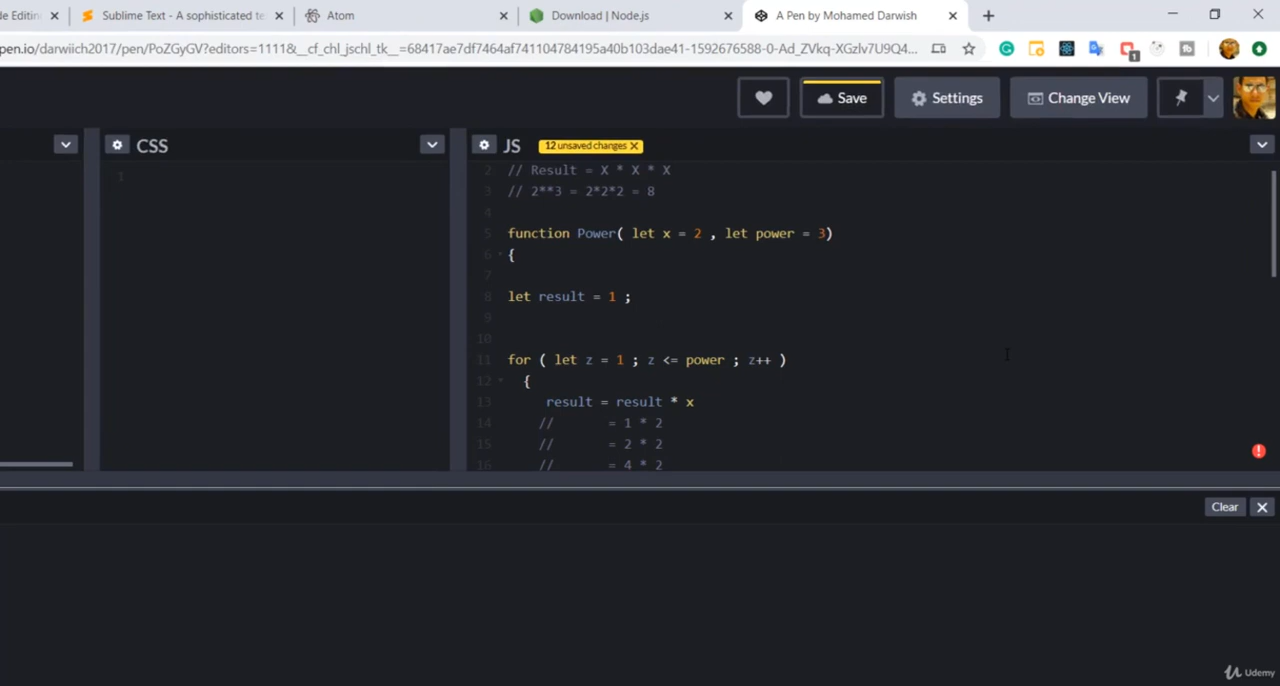 de Editin
Sublime Text - A sophisticated te
Atom
Download | Node.js
A Pen by Mohamed Darwish
pen.io/darwiich2017/pen/PoZGyGV?editors=1111&__cf_chl_jschl_tk__=68417ae7df7464af741104784195a40b103dae41-1592676588-0-Ad_ZVkq-XGzlv7U9Q4...
1
Save
Settings
Change View
CSS
JS
12 unsaved changes X
1
2 // Result = X * X * X
3 // 2**3 = 2*2*2 = 8
4
5 function Power( let x = 2 , let power = 3)
6 {
7
8 let result = 1 ;
9
10
11 for ( let z = 1 ; z <= power ; z++ )
12 {
13 result = result * x
14 // = 1 * 2
15 // = 2 * 2
16 // = 4 * 2
Clear
Udemy